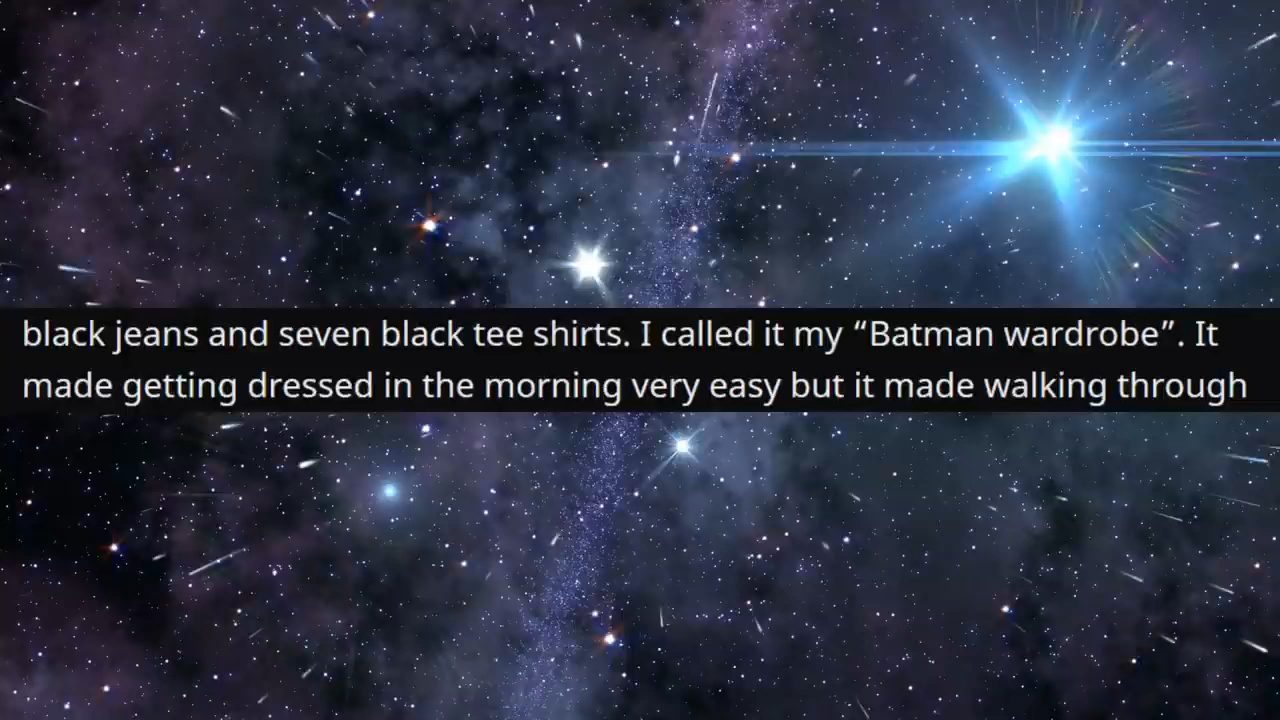 black jeans and seven black tee shirts. I called it my “Batman wardrobe”. It
made getting dressed in the morning very easy but it made walking through